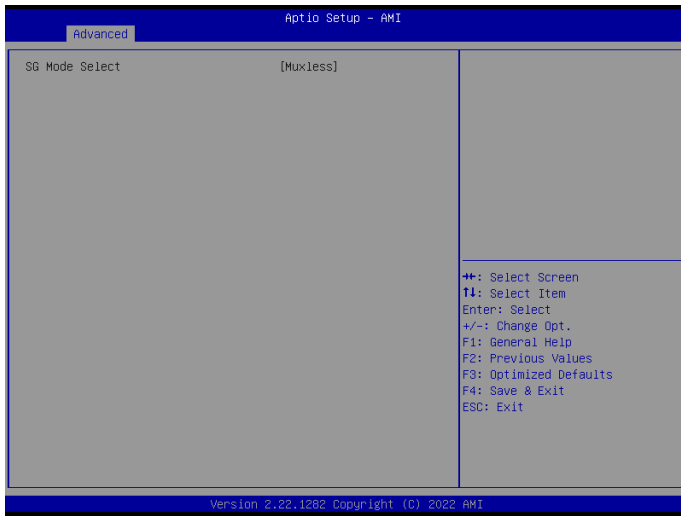 Aptio Setup – AMI
Advanced
SG Mode Select [Muxless]
→←: Select Screen
↑↓: Select Item
Enter: Select
+/-: Change Opt.
F1: General Help
F2: Previous Values
F3: Optimized Defaults
F4: Save & Exit
ESC: Exit
Version 2.22.1282 Copyright (C) 2022 AMI